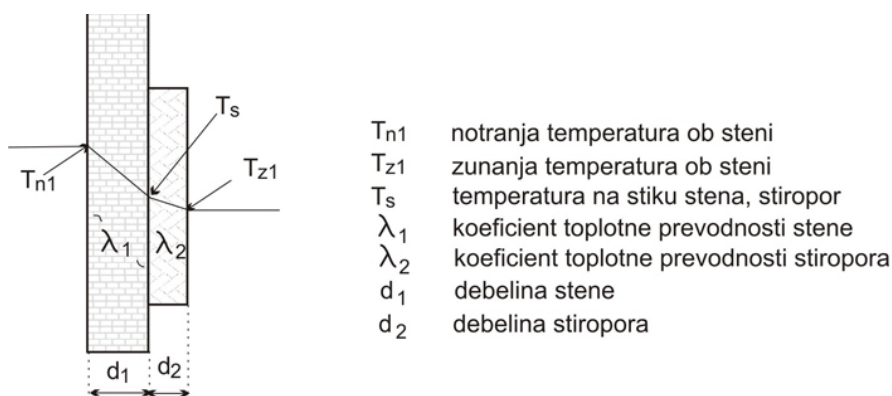 Ts
Tn1
Tz1
λ1
λ2
d1
d2
Tn1 notranja temperatura ob steni
Tz1 zunanja temperatura ob steni
Ts temperatura na stiku stena, stiropor
λ1 koeficient toplotne prevodnosti stene
λ2 koeficient toplotne prevodnosti stiropora
d1 debelina stene
d2 debelina stiropora